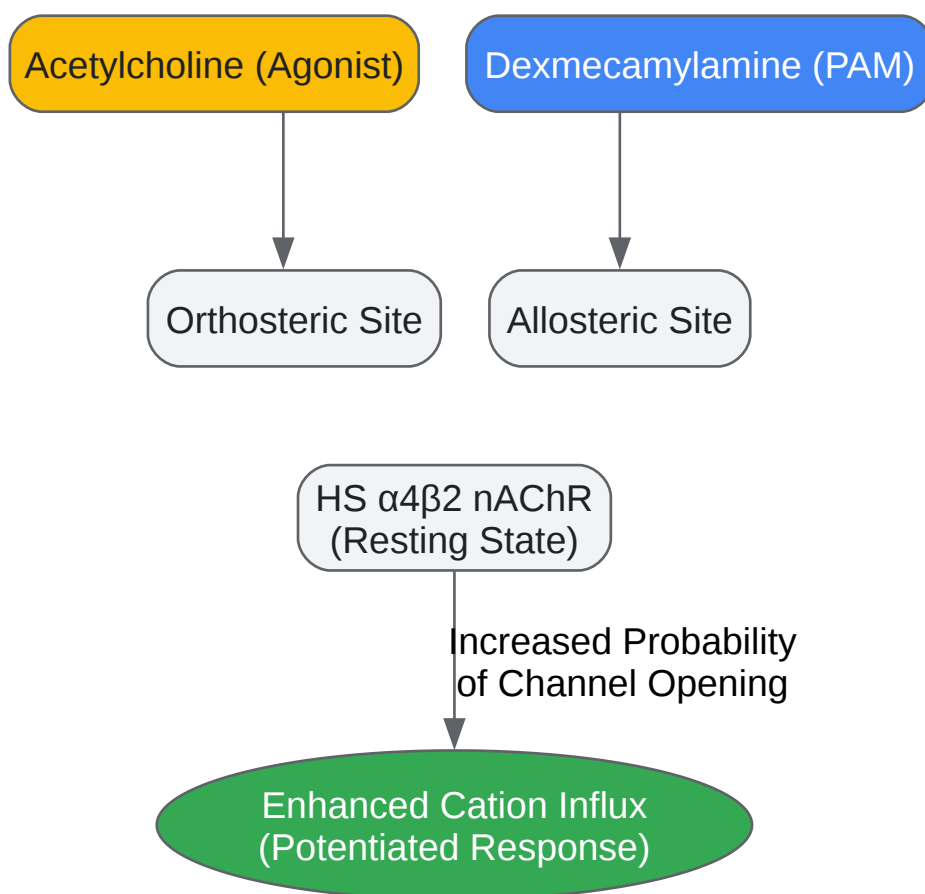 Acetylcholine (Agonist)
Dexmecamylamine (PAM)
Orthosteric Site
Allosteric Site
HS α4β2 nAChR
(Resting State)
Increased Probability
of Channel Opening
Enhanced Cation Influx
(Potentiated Response)